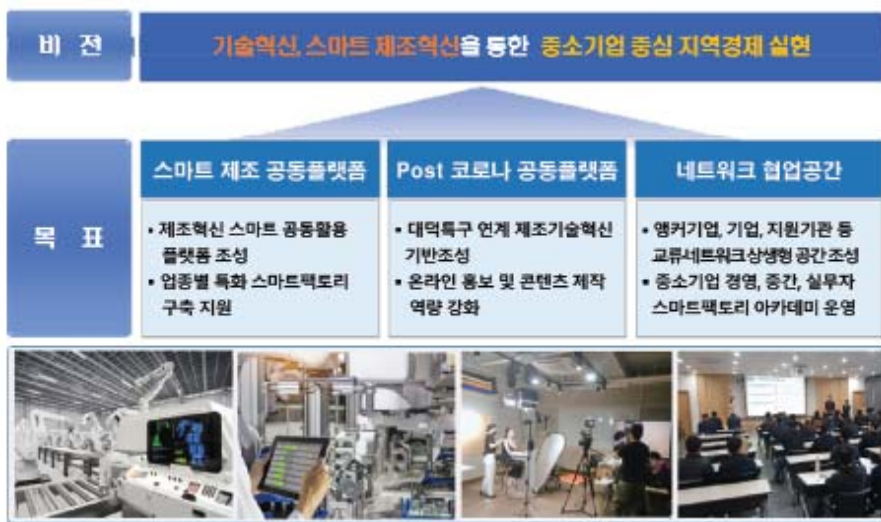 비 전
기술혁신, 스마트 제조혁신을 통한 중소기업 중심 지역경제 실현
목 표
스마트 제조 공동플랫폼
▪ 제조혁신 스마트 공동활용
플랫폼 조성
▪ 업종별 특화 스마트팩토리
구축 지원
Post 코로나 공동플랫폼
▪ 대덕특구 연계 제조기술혁신
기반조성
▪ 온라인 홍보 및 콘텐츠 제작
역량 강화
네트워크 협업공간
▪ 앵커기업, 기업, 지원기관 등
교류네트워크 상생형 공간 조성
▪ 중소기업 경영, 중간, 실무자
스마트팩토리 아카데미 운영